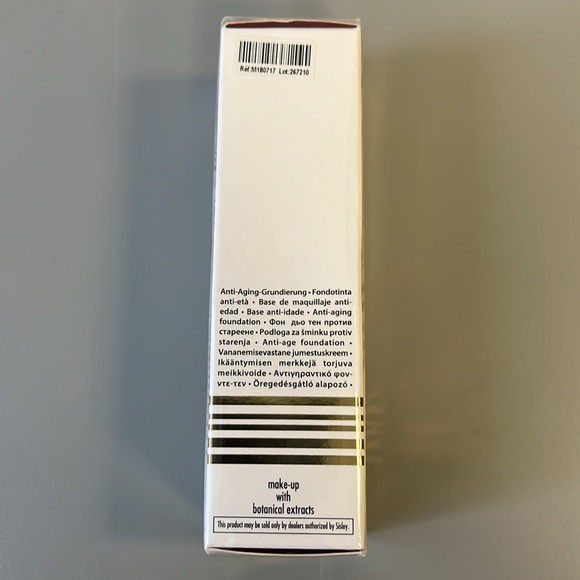 Réf:M180717 Lot:267210
Anti-Aging-Grundierung • Fondotinta
anti-età • Base de maquillaje anti-
edad • Base anti-idade • Anti-aging
foundation • Фон дьо тен против
стареене • Podloga za šminku protiv
starenja • Anti-age foundation •
Vananemisevastane jumestuskreem •
Ikääntymisen merkkejä torjuva
meikkivoide • Αντιγηραντικό φον-
ντε-τεν • Öregedésgátló alapozó •
make-up
with
botanical extracts
This product may be sold only by dealers authorized by Sisley.